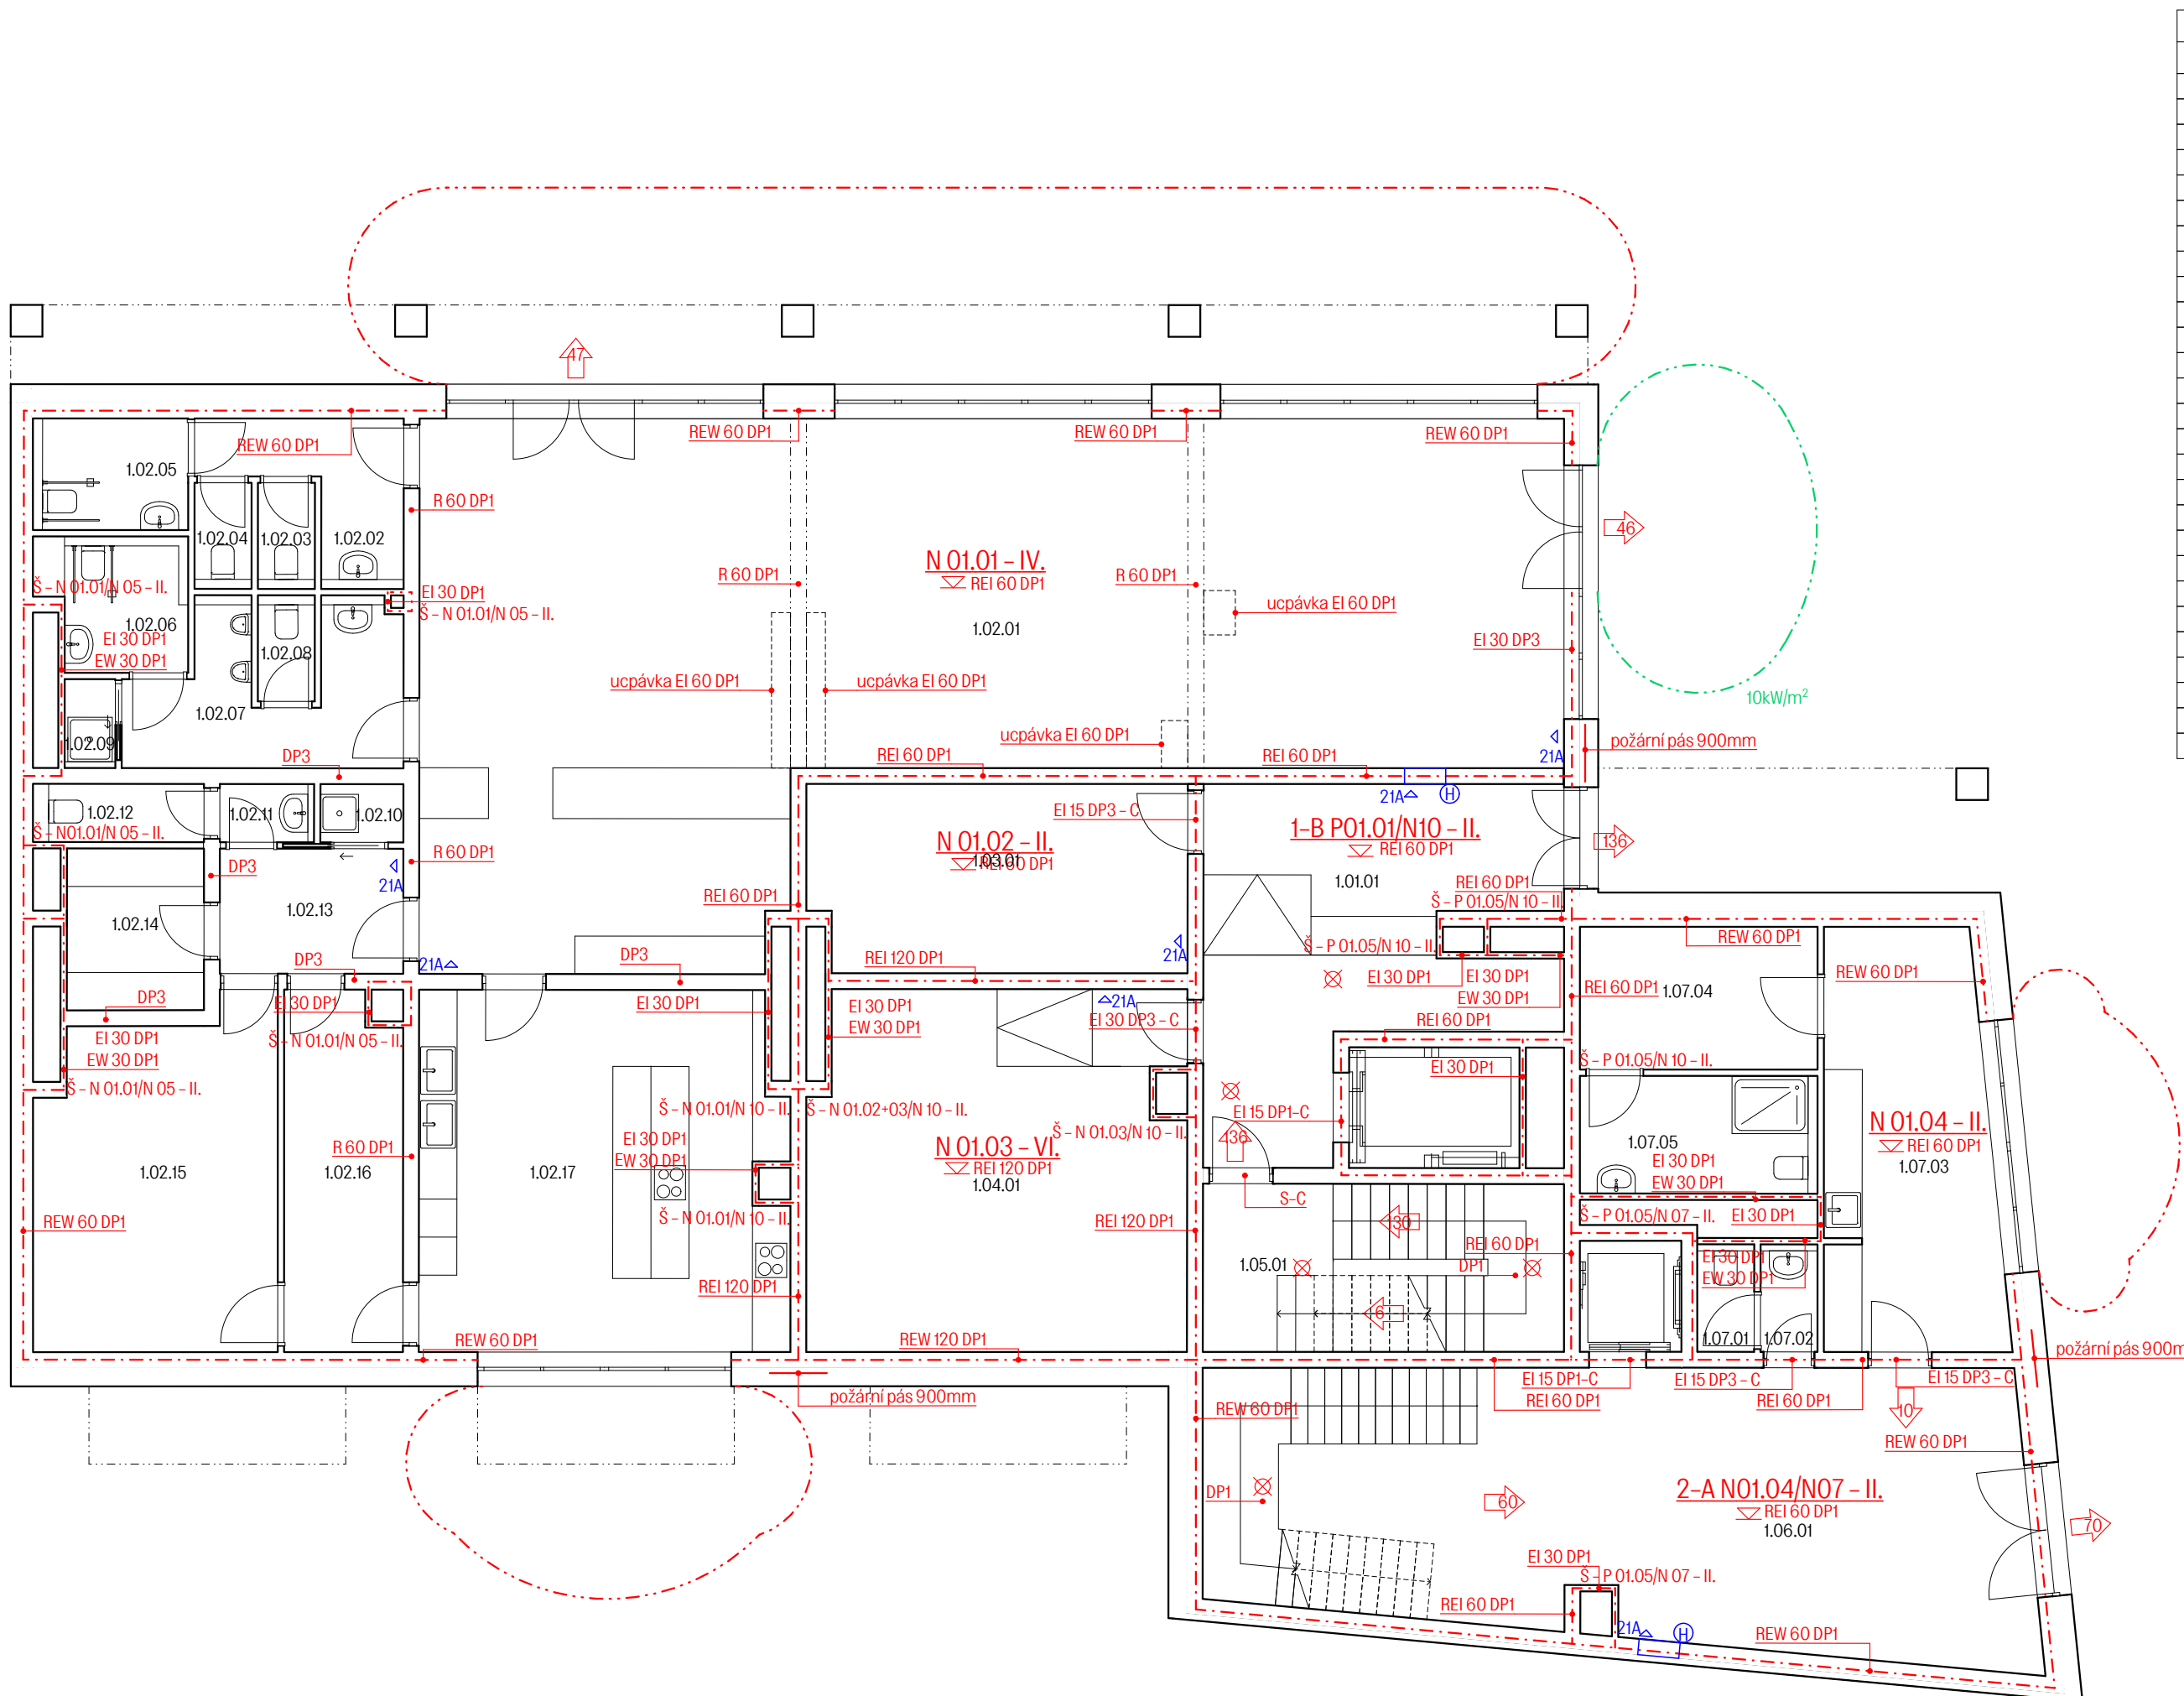 47
REW 60 DP1
REW 60 DP1
REW 60 DP1
REW 60 DP1
1.02.05
R 60 DP1
46
1.02.04
1.02.03
1.02.02
N 01.01 – IV.
REI 60 DP1
R 60 DP1
R 60 DP1
Š – N 01.01/N 05 – II.
EI 30 DP1
Š – N 01.01/N 05 – II.
ucpávka EI 60 DP1
1.02.06
1.02.01
EI 30 DP1
EW 30 DP1
1.02.08
EI 30 DP3
ucpávka EI 60 DP1
ucpávka EI 60 DP1
10kW/m²
1.02.07
1.02.09
ucpávka EI 60 DP1
požární pás 900mm
DP3
REI 60 DP1
REI 60 DP1
21A
21A
H
1.02.12
1.02.11
1.02.10
EI 15 DP3 – C
Š – N01.01/N 05 – II.
N 01.02 – II.
REI 60 DP1
1.03.01
1–B P01.01/N10 – II.
REI 60 DP1
136
R 60 DP1
DP3
21A
1.01.01
REI 60 DP1
Š – P 01.05/N 10 – II.
REI 60 DP1
1.02.14
1.02.13
REW 60 DP1
Š – P 01.05/N 10 – II.
21A
DP3
21A
DP3
REI 120 DP1
EI 30 DP1
EI 30 DP1
EW 30 DP1
REW 60 DP1
REI 60 DP1
1.07.04
DP3
EI 30 DP1
EI 30 DP1
EI 30 DP1
EW 30 DP1
21A
EI 30 DP3 – C
REI 60 DP1
EI 30 DP1
EW 30 DP1
Š – N 01.01/N 05 – II.
Š – N 01.01/N 05 – II.
Š – P 01.05/N 10 – II.
EI 30 DP1
Š – N 01.01/N 10 – II.
Š – N 01.02+03/N 10 – II.
EI 15 DP1–C
Š – N 01.03/N 10 – II.
136
N 01.04 – II.
REI 60 DP1
1.07.03
EI 30 DP1
EW 30 DP1
R 60 DP1
1.02.15
1.02.16
1.02.17
N 01.03 – VI.
REI 120 DP1
1.04.01
1.07.05
EI 30 DP1
EW 30 DP1
S–C
Š – N 01.01/N 10 – II.
REW 60 DP1
REI 120 DP1
130
Š – P 01.05/N 07 – II.
EI 30 DP1
REI 60 DP1
1.05.01
DP1
EI 30 DP1
EW 30 DP1
REI 120 DP1
6
REW 60 DP1
REW 120 DP1
1.07.01
1.07.02
požární pás 900m
požární pás 900mm
EI 15 DP1–C
REI 60 DP1
EI 15 DP3 – C
REI 60 DP1
EI 15 DP3 – C
REW 60 DP1
10
REW 60 DP1
DP1
60
2–A N01.04/N07 – II.
REI 60 DP1
1.06.01
70
EI 30 DP1
Š – P 01.05/N 07 – II.
REI 60 DP1
21A
H
REW 60 DP1